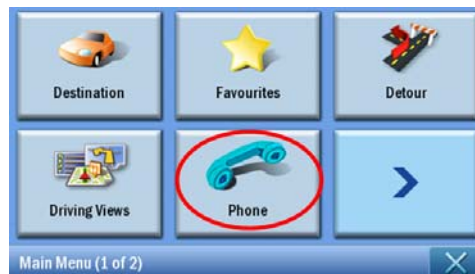 Destination
Favourites
Detour
Driving Views
Phone
Main Menu (1 of 2)